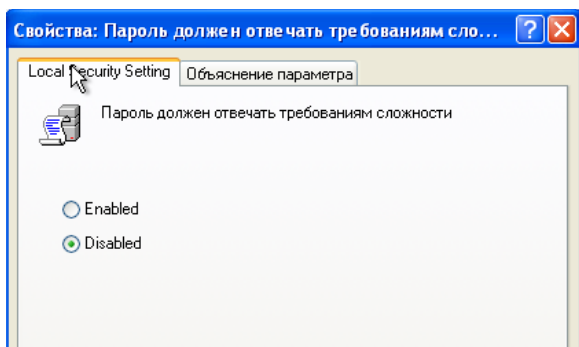 Свойства: Пароль должен отвечать требованиям сло...
Local Security Setting
Объяснение параметра
Пароль должен отвечать требованиям сложности
Enabled
Disabled